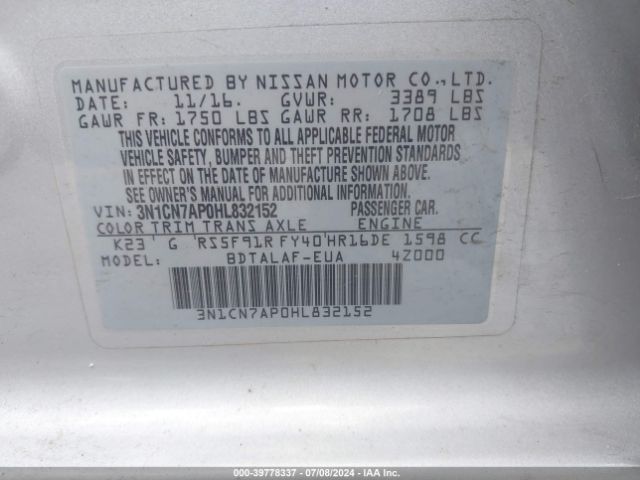 MANUFACTURED BY NISSAN MOTOR CO., LTD.
DATE: 11/16. GVWR: 3389 LBS
GAWR FR: 1750 LBS GAWR RR: 1708 LBS
THIS VEHICLE CONFORMS TO ALL APPLICABLE FEDERAL MOTOR
VEHICLE SAFETY, BUMPER AND THEFT PREVENTION STANDARDS
IN EFFECT ON THE DATE OF MANUFACTURE SHOWN ABOVE.
SEE OWNER'S MANUAL FOR ADDITIONAL INFORMATION.
VIN: 3N1CN7AP0HL832152 PASSENGER CAR.
COLOR TRIM TRANS AXLE ENGINE
K23 G RS5F91R FY40 HR16DE 1598 CC
MODEL: BDTALAF-EUA 4Z000
3N1CN7AP0HL832152
© STOCK# - 39778337 | 07/08/2024 - IAA Inc.